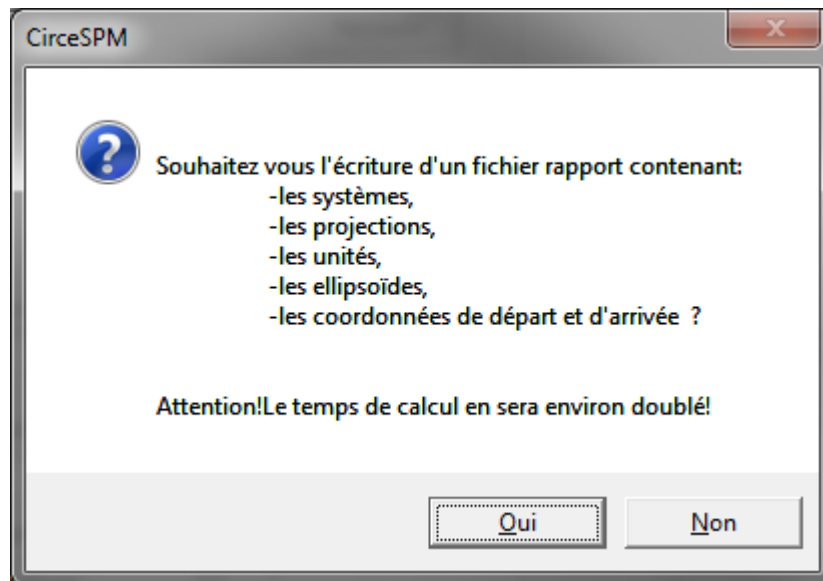 CirceSPM
Souhaitez vous l'écriture d'un fichier rapport contenant:
-les systèmes,
-les projections,
-les unités,
-les ellipsoïdes,
-les coordonnées de départ et d'arrivée ?
Attention!Le temps de calcul en sera environ doublé!
Oui
Non